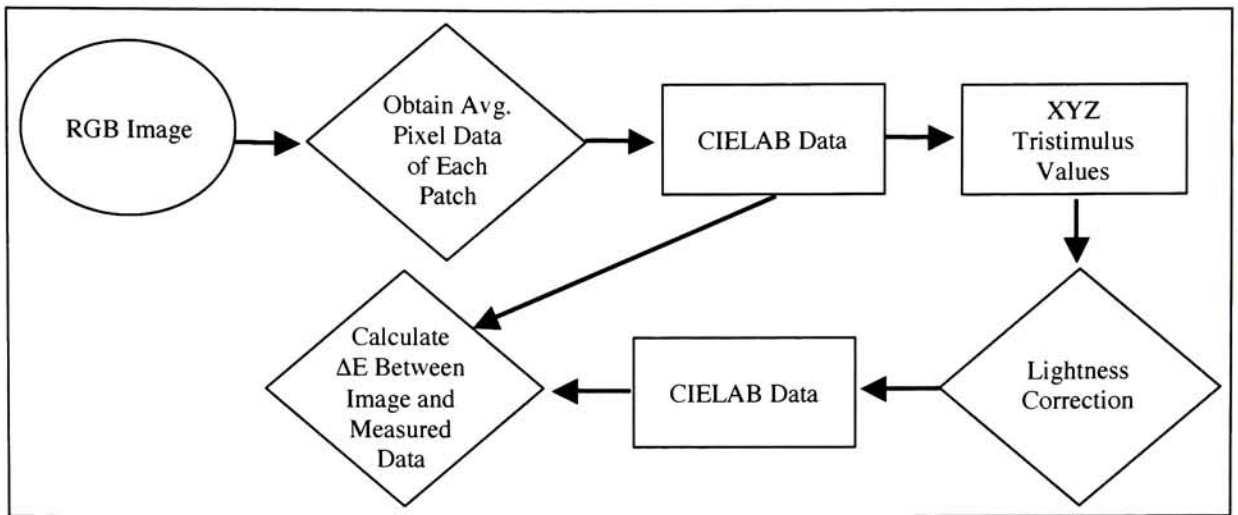 RGB Image
Obtain Avg.
Pixel Data
of Each
Patch
CIELAB Data
XYZ
Tristimulus
Values
Lightness
Correction
CIELAB Data
Calculate
ΔE Between
Image and
Measured
Data